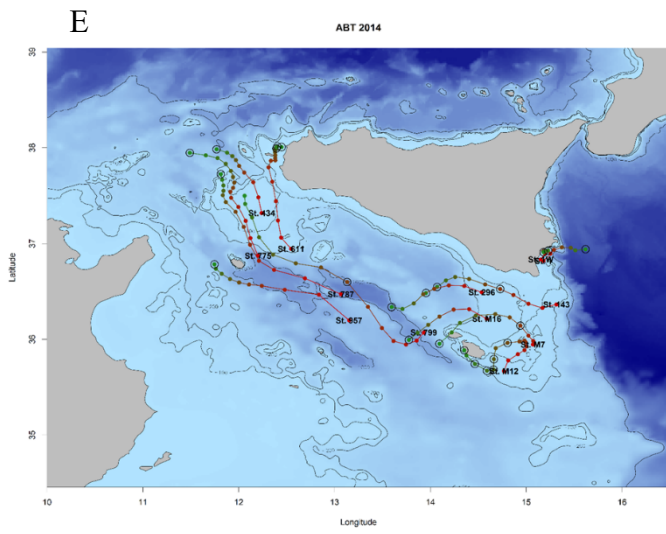 E
ABT 2014
39
38
37
36
35
Latitude
St. 434
St. 611
St. 775
St. 787
St. 857
St. 296
St. 143
St. M16
St. 799
St. M7
St. M12
10
11
12
13
14
15
16
Longitude